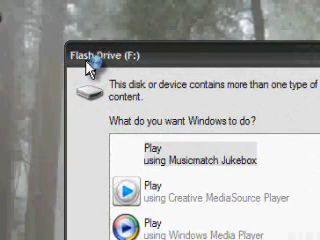 Flash Drive (F:)
This disk or device contains more than one type of
content.
What do you want Windows to do?
Play
using Musicmatch Jukebox
Play
using Creative MediaSource Player
Play
using Windows Media Player